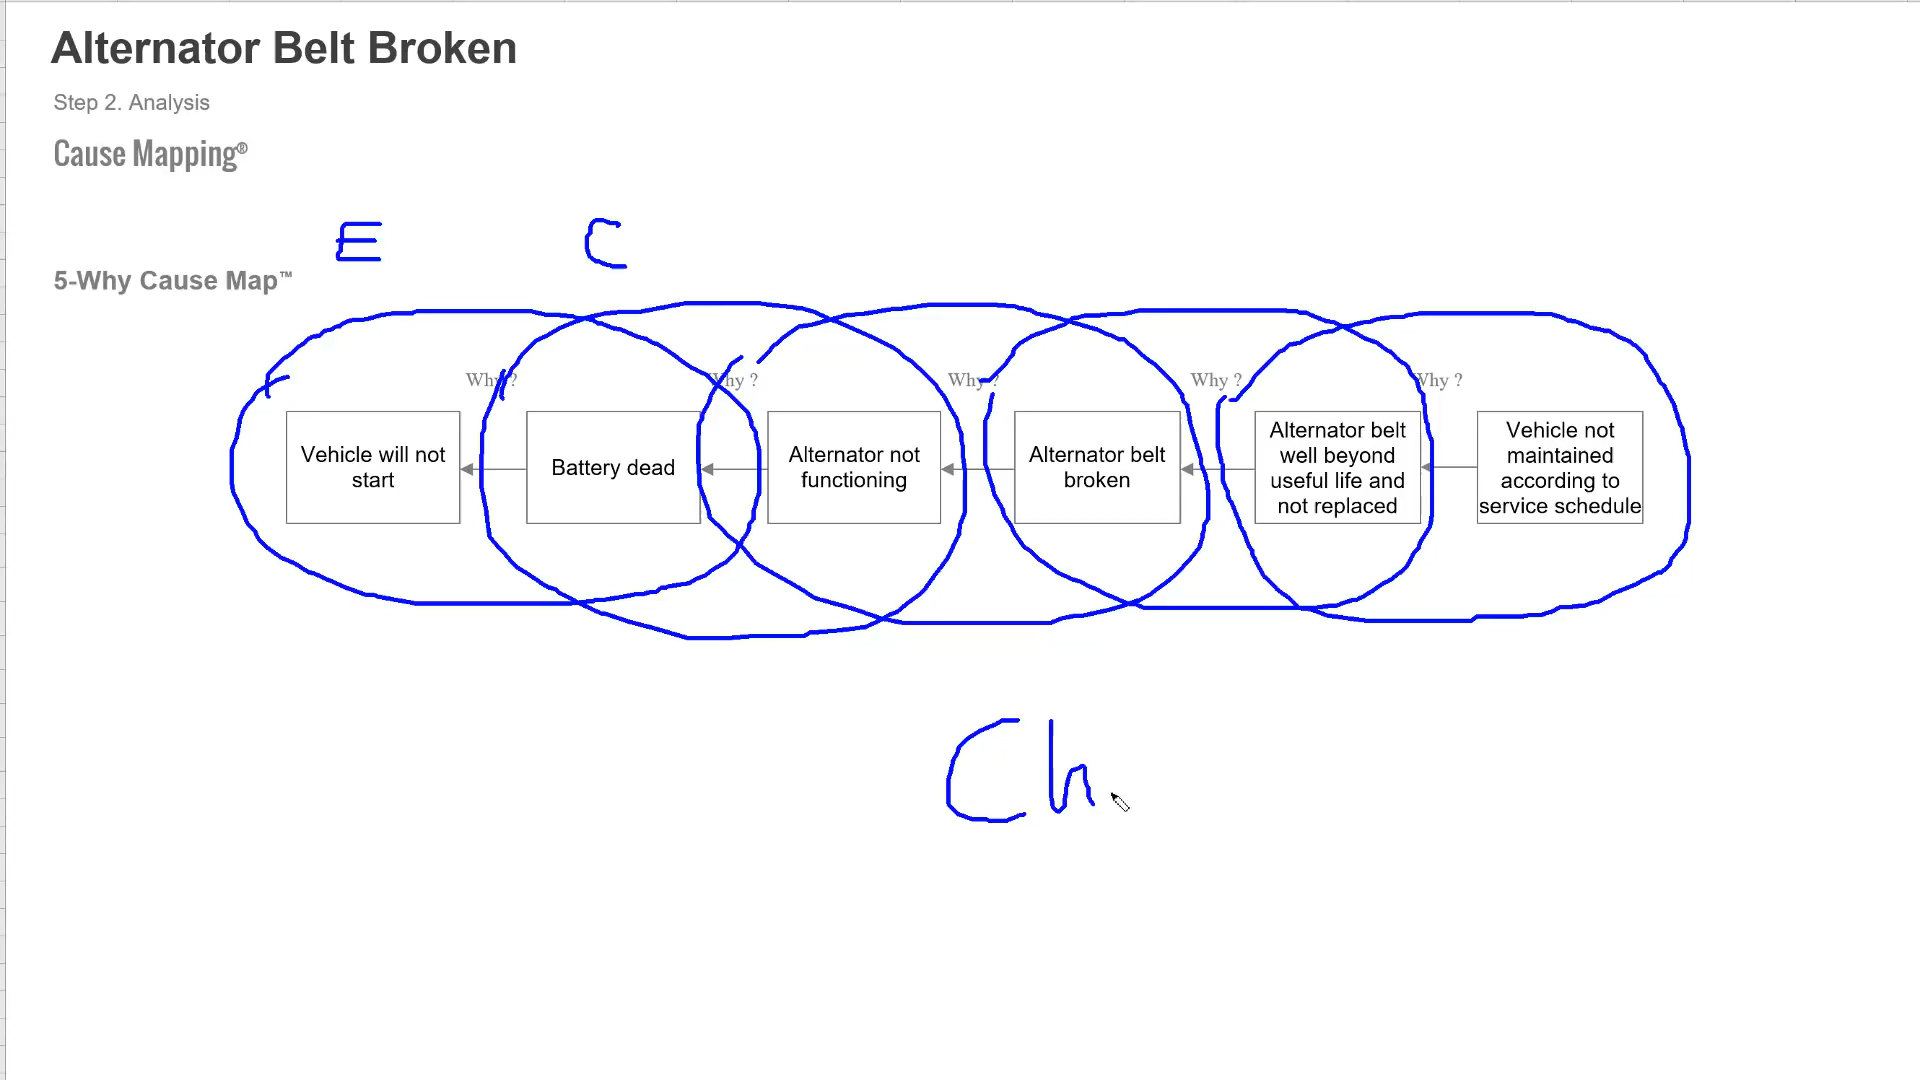 Alternator Belt Broken
Step 2. Analysis
Cause Mapping®
E C
5-Why Cause Map™
Why ? Why ? Why ? Why ? Why ?
Vehicle will not
start
Battery dead
Alternator not
functioning
Alternator belt
broken
Alternator belt
well beyond
useful life and
not replaced
Vehicle not
maintained
according to
service schedule
Ch